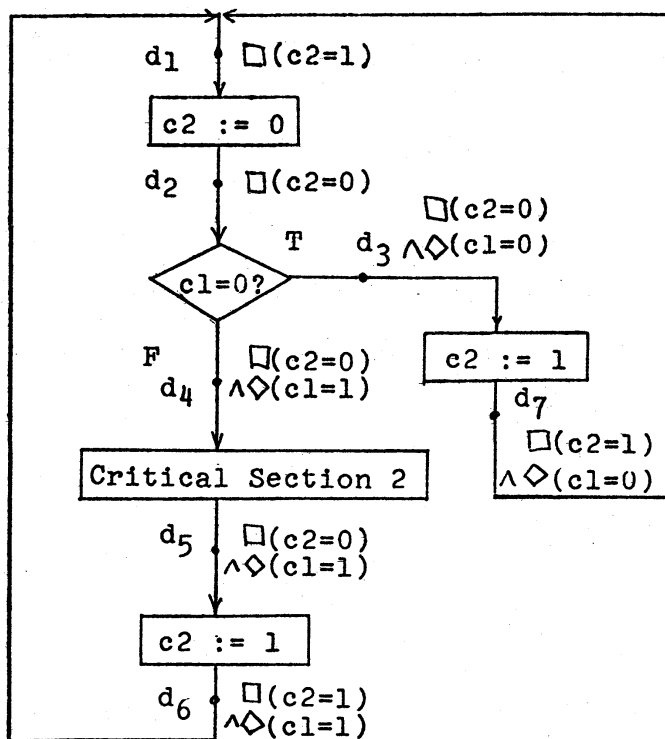 d1 □(c2=1)
c2 := 0
d2 □(c2=0)
□(c2=0)
T d3 ∧◇(c1=0)
c1=0?
F □(c2=0)
d4 ∧◇(c1=1)
c2 := 1
d7
□(c2=1)
∧◇(c1=0)
Critical Section 2
d5 □(c2=0)
∧◇(c1=1)
c2 := 1
d6 □(c2=1)
∧◇(c1=1)